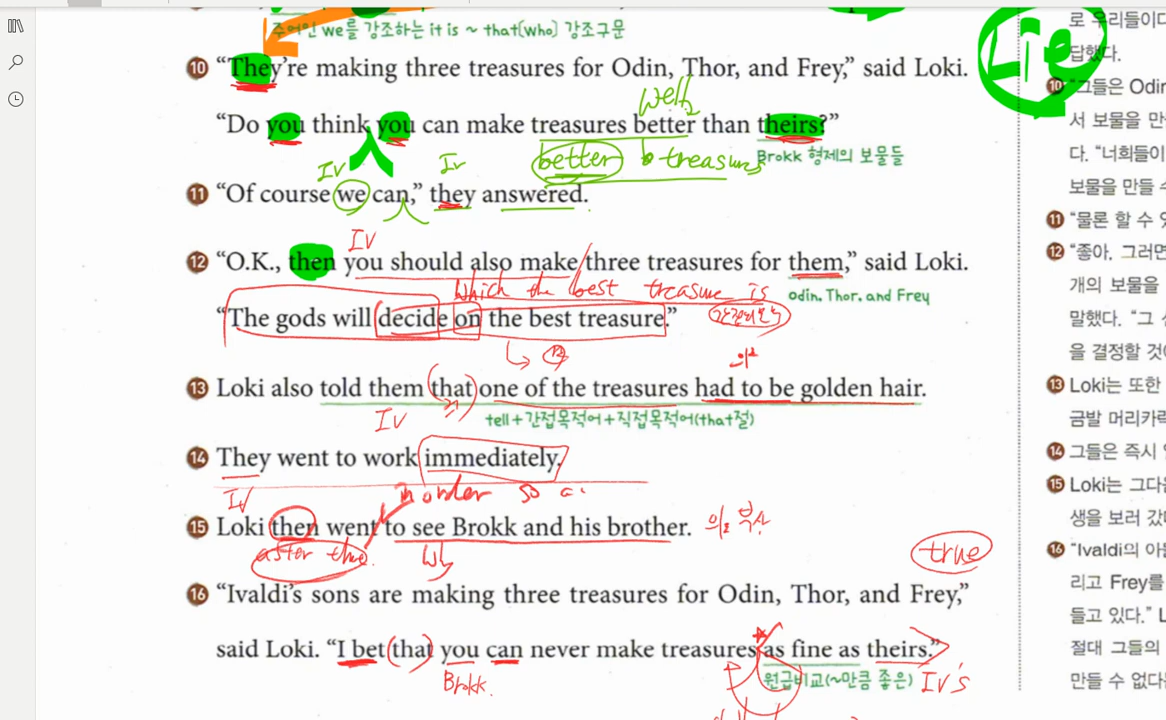 주어인 we를 강조하는 it is ~ that(who) 강조구문
로 우리들이다
Lie
답했다.
⑩ “They’re making three treasures for Odin, Thor, and Frey,” said Loki.
well
⑩ “그들은 Odin
“Do you think you can make treasures better than theirs?”
서 보물을 만
Iv
Iv
better treasures
Brokk 형제의 보물들
다. “너희들이
⑪ “Of course we can,” they answered.
보물을 만들 수
⑪ “물론 할 수 있
Iv
⑫ “좋아, 그러면
⑫ “O.K., then you should also make three treasures for them,” said Loki.
which the best treasure is
odin, Thor, and Frey
개의 보물을
“The gods will decide on the best treasure.”
말했다. “그
을 결정할 것
⑬ Loki also told them (that) one of the treasures had to be golden hair.
⑬ Loki는 또한
Iv
tell+간접목적어+직접목적어(that절)
금발 머리카락
⑭ They went to work immediately.
⑭ 그들은 즉시
Iv
in order so a
⑮ Loki는 그다음
⑮ Loki then went to see Brokk and his brother.
생을 보러 갔다
after the
why
true
⑯ “Ivaldi의 아들
⑯ “Ivaldi’s sons are making three treasures for Odin, Thor, and Frey,”
리고 Frey를
들고 있다.” L
said Loki. “I bet (that) you can never make treasures as fine as theirs.”
절대 그들의
Brokk
원급비교(~만큼 좋은)
Iv's
만들 수 없다